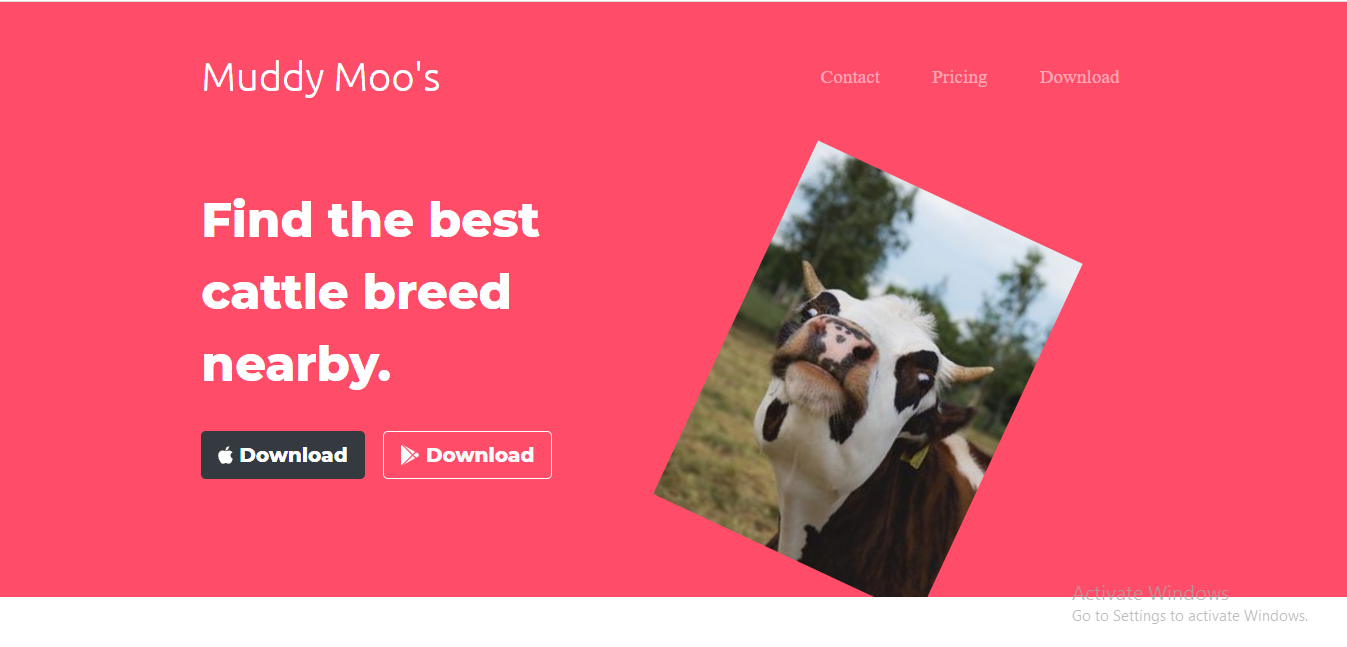 Muddy Moo's
Contact Pricing Download
Find the best
cattle breed
nearby.
Download Download
Activate Windows
Go to Settings to activate Windows.